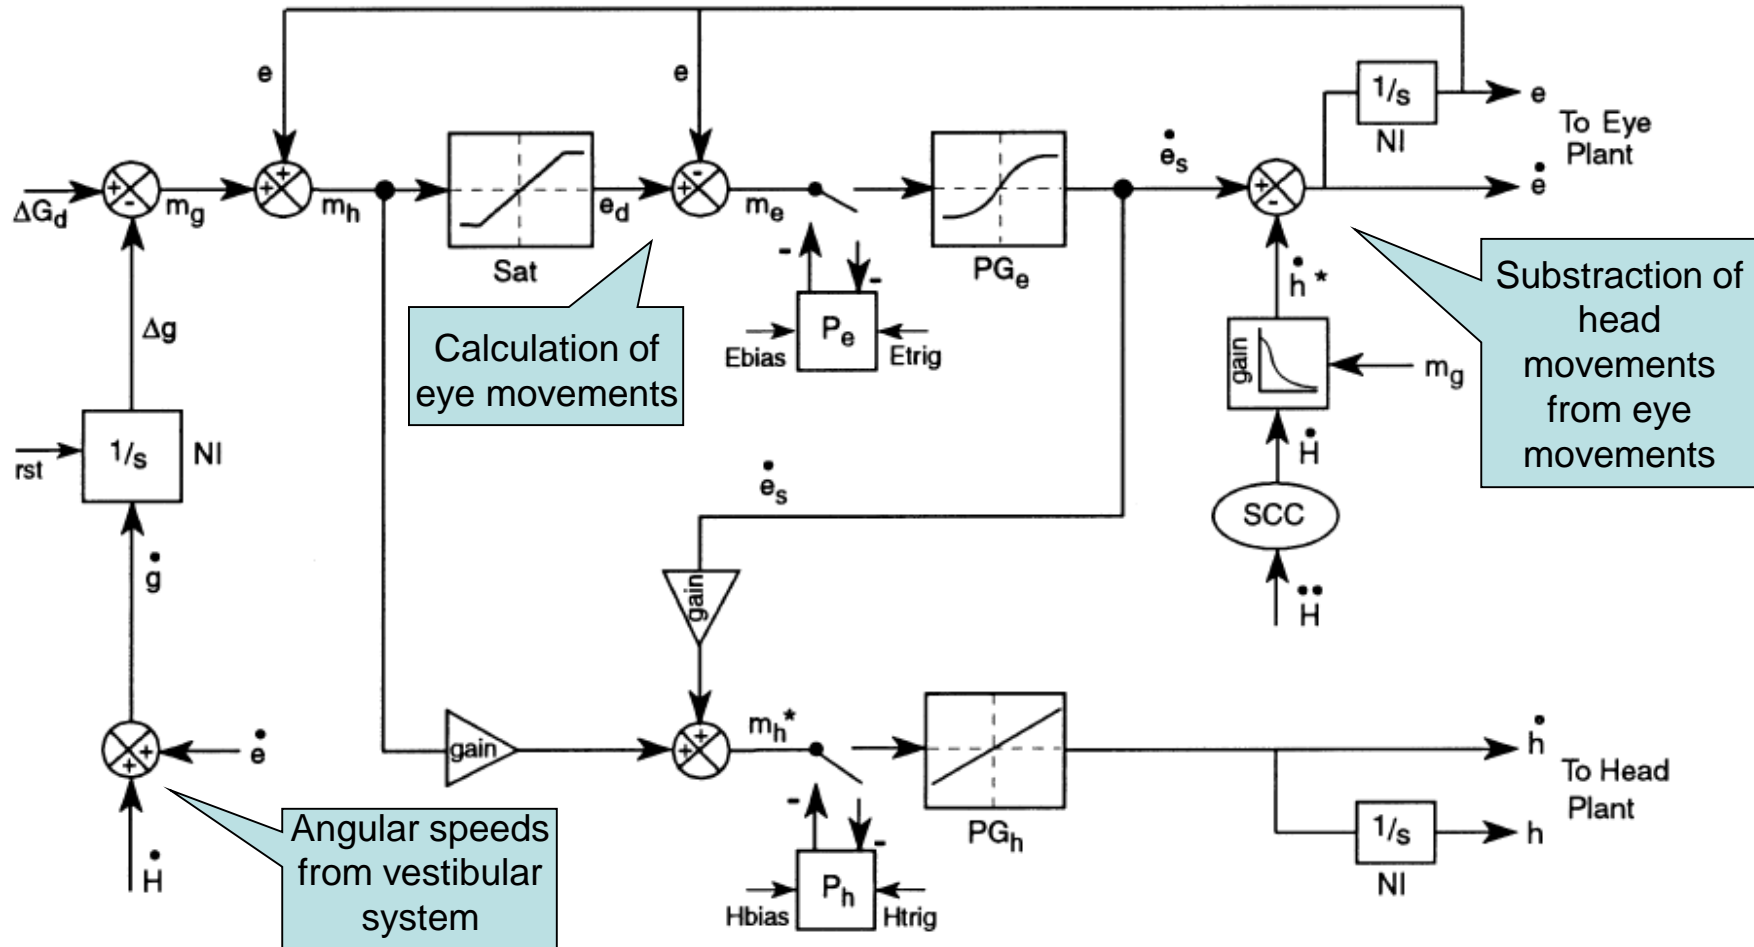 e
e
1/s
NI
e
To Eye
Plant
ė
ΔG_d
+
-
m_g
+
+
m_h
Sat
e_d
+
-
m_e
PG_e
ė_s
+
-
-
-
P_e
Ebias
Etrig
ḣ*
gain
m_g
Ḣ
SCC
Ḧ
Calculation of
eye movements
Substraction of
head
movements
from eye
movements
Δg
rst
1/s
NI
ġ
ė_s
gain
+
+
ė
Ḣ
gain
+
+
m_h*
PG_h
-
-
P_h
Hbias
Htrig
ḣ
To Head
Plant
1/s
NI
h
Angular speeds
from vestibular
system